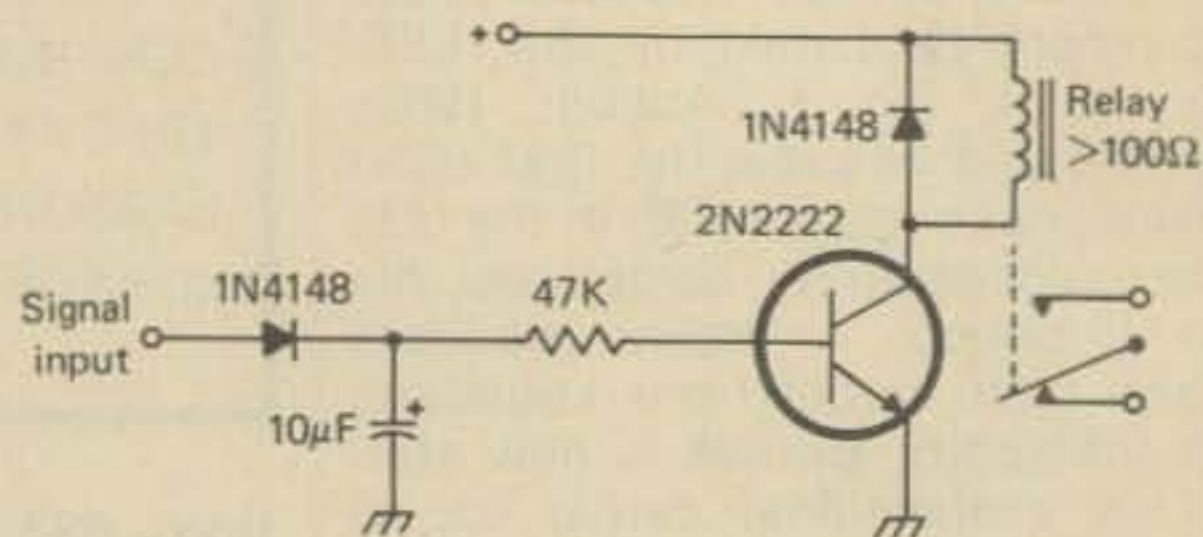 +
1N4148
Relay
>100Ω
2N2222
Signal
input
1N4148
47K
10μF
+